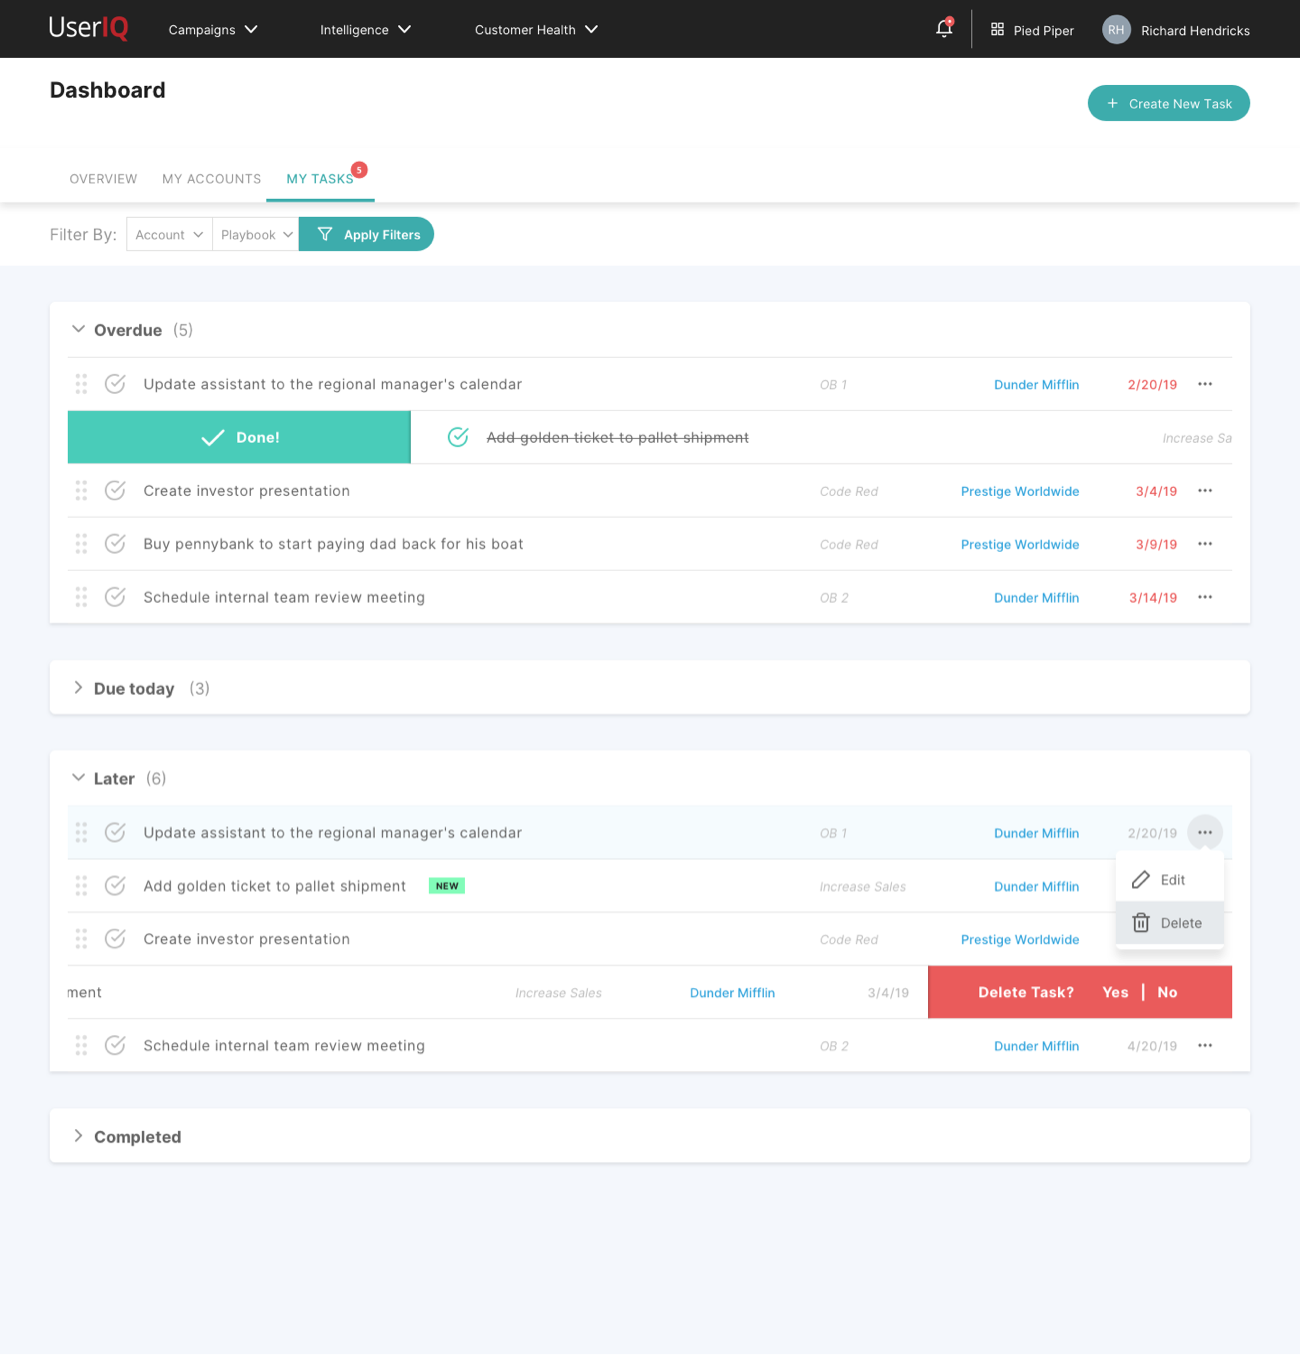 UserIQ Campaigns Intelligence Customer Health Pied Piper RH Richard Hendricks
Dashboard
+ Create New Task
OVERVIEW MY ACCOUNTS MY TASKS 5
Filter By: Account Playbook Apply Filters
Overdue (5)
Update assistant to the regional manager's calendar OB 1 Dunder Mifflin 2/20/19
Done! Add golden ticket to pallet shipment Increase Sa
Create investor presentation Code Red Prestige Worldwide 3/4/19
Buy pennybank to start paying dad back for his boat Code Red Prestige Worldwide 3/9/19
Schedule internal team review meeting OB 2 Dunder Mifflin 3/14/19
Due today (3)
Later (6)
Update assistant to the regional manager's calendar OB 1 Dunder Mifflin 2/20/19
Add golden ticket to pallet shipment NEW Increase Sales Dunder Mifflin
Edit
Delete
Create investor presentation Code Red Prestige Worldwide
ment Increase Sales Dunder Mifflin 3/4/19 Delete Task? Yes | No
Schedule internal team review meeting OB 2 Dunder Mifflin 4/20/19
Completed